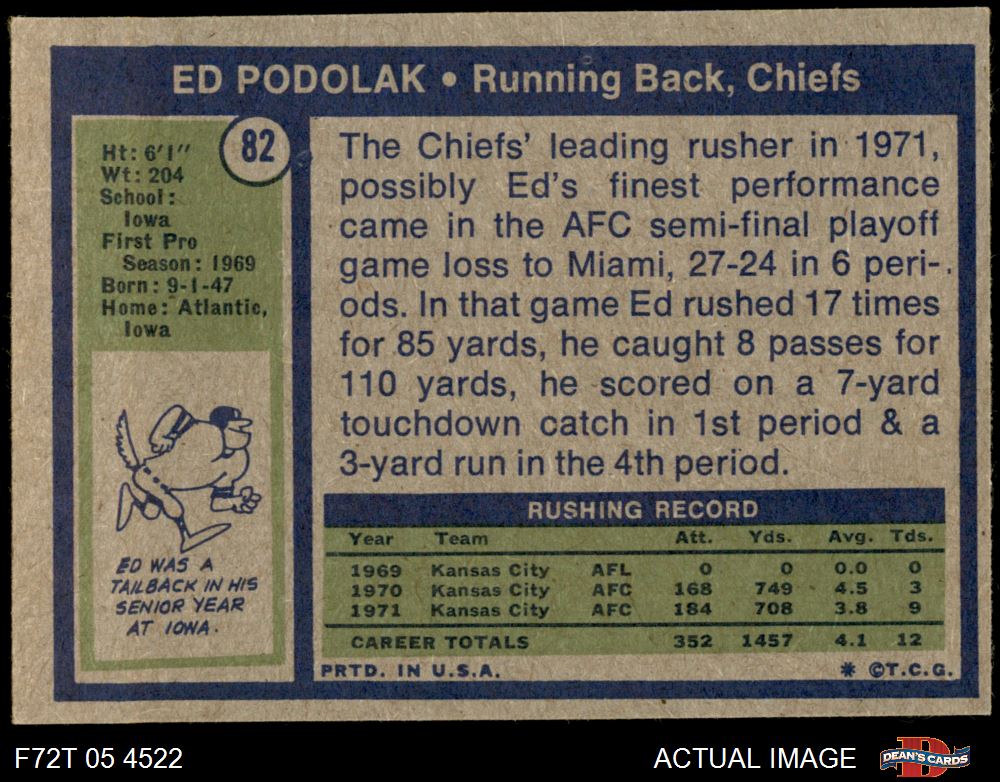 ED PODOLAK • Running Back, Chiefs
82
Ht: 6'1"
Wt: 204
School:
Iowa
First Pro
Season: 1969
Born: 9-1-47
Home: Atlantic,
Iowa
ED WAS A
TAILBACK IN HIS
SENIOR YEAR
AT IOWA.
The Chiefs' leading rusher in 1971,
possibly Ed's finest performance
came in the AFC semi-final playoff
game loss to Miami, 27-24 in 6 peri-
ods. In that game Ed rushed 17 times
for 85 yards, he caught 8 passes for
110 yards, he scored on a 7-yard
touchdown catch in 1st period & a
3-yard run in the 4th period.
RUSHING RECORD
Year Team Att. Yds. Avg. Tds.
1969 Kansas City AFL 0 0 0.0 0
1970 Kansas City AFC 168 749 4.5 3
1971 Kansas City AFC 184 708 3.8 9
CAREER TOTALS 352 1457 4.1 12
PRTD. IN U.S.A. * ©T.C.G.
F72T 05 4522 ACTUAL IMAGE DEAN'S CARDS